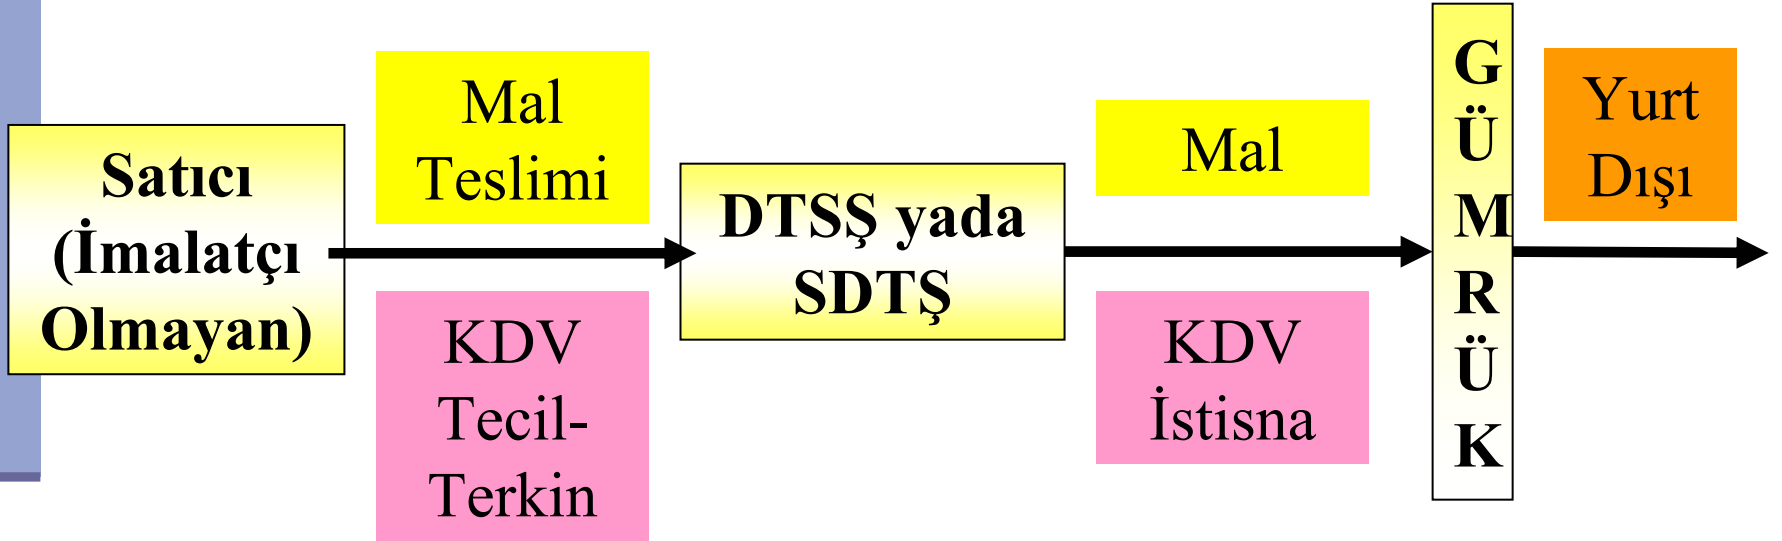 Satıcı
(İmalatçı
Olmayan)
Mal
Teslimi
KDV
Tecil-
Terkin
DTSŞ yada
SDTŞ
Mal
KDV
İstisna
G
Ü
M
R
Ü
K
Yurt
Dışı